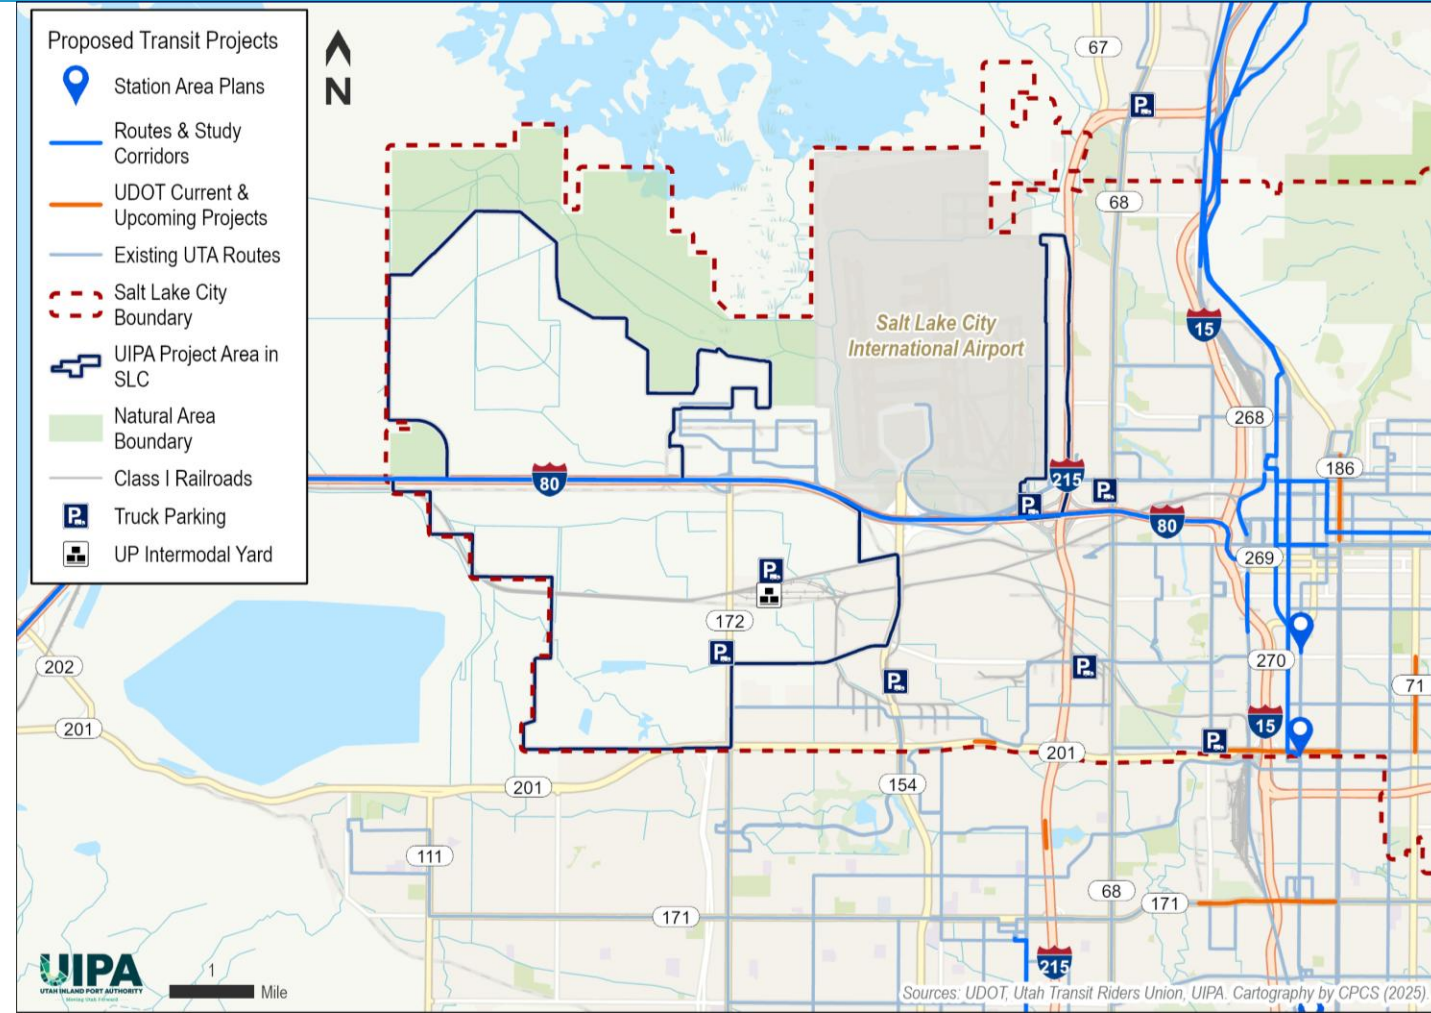 Proposed Transit Projects
Station Area Plans
Routes & Study
Corridors
UDOT Current &
Upcoming Projects
Existing UTA Routes
Salt Lake City
Boundary
UIPA Project Area in
SLC
Natural Area
Boundary
Class I Railroads
P Truck Parking
UP Intermodal Yard
N
67
P
68
Salt Lake City
International Airport
15
268
186
80
215
P
P
80
269
P
172
P
P
P
202
270
71
201
15
P
201
201
154
111
68
171
171
215
UIPA
UTAH INLAND PORT AUTHORITY
Moving Utah Forward
1
Mile
Sources: UDOT, Utah Transit Riders Union, UIPA. Cartography by CPCS (2025).